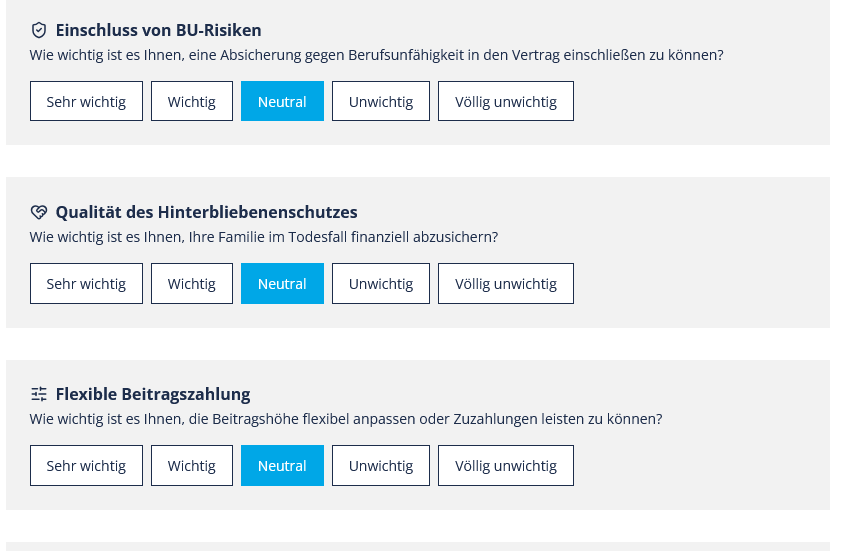 Einschluss von BU-Risiken
Wie wichtig ist es Ihnen, eine Absicherung gegen Berufsunfähigkeit in den Vertrag einschließen zu können?
Sehr wichtig Wichtig Neutral Unwichtig Völlig unwichtig
Qualität des Hinterbliebenenschutzes
Wie wichtig ist es Ihnen, Ihre Familie im Todesfall finanziell abzusichern?
Sehr wichtig Wichtig Neutral Unwichtig Völlig unwichtig
Flexible Beitragszahlung
Wie wichtig ist es Ihnen, die Beitragshöhe flexibel anpassen oder Zuzahlungen leisten zu können?
Sehr wichtig Wichtig Neutral Unwichtig Völlig unwichtig